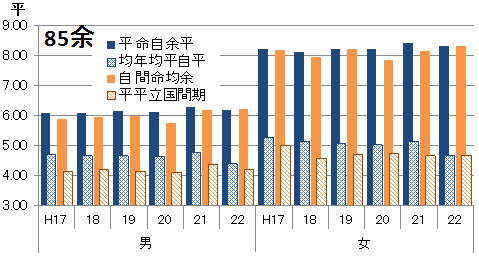 平
85余
平命自余平
均年均平自平
自間命均余
平平立国間期
9.00
8.00
7.00
6.00
5.00
4.00
3.00
H17 18 19 20 21 22 H17 18 19 20 21 22
男 女